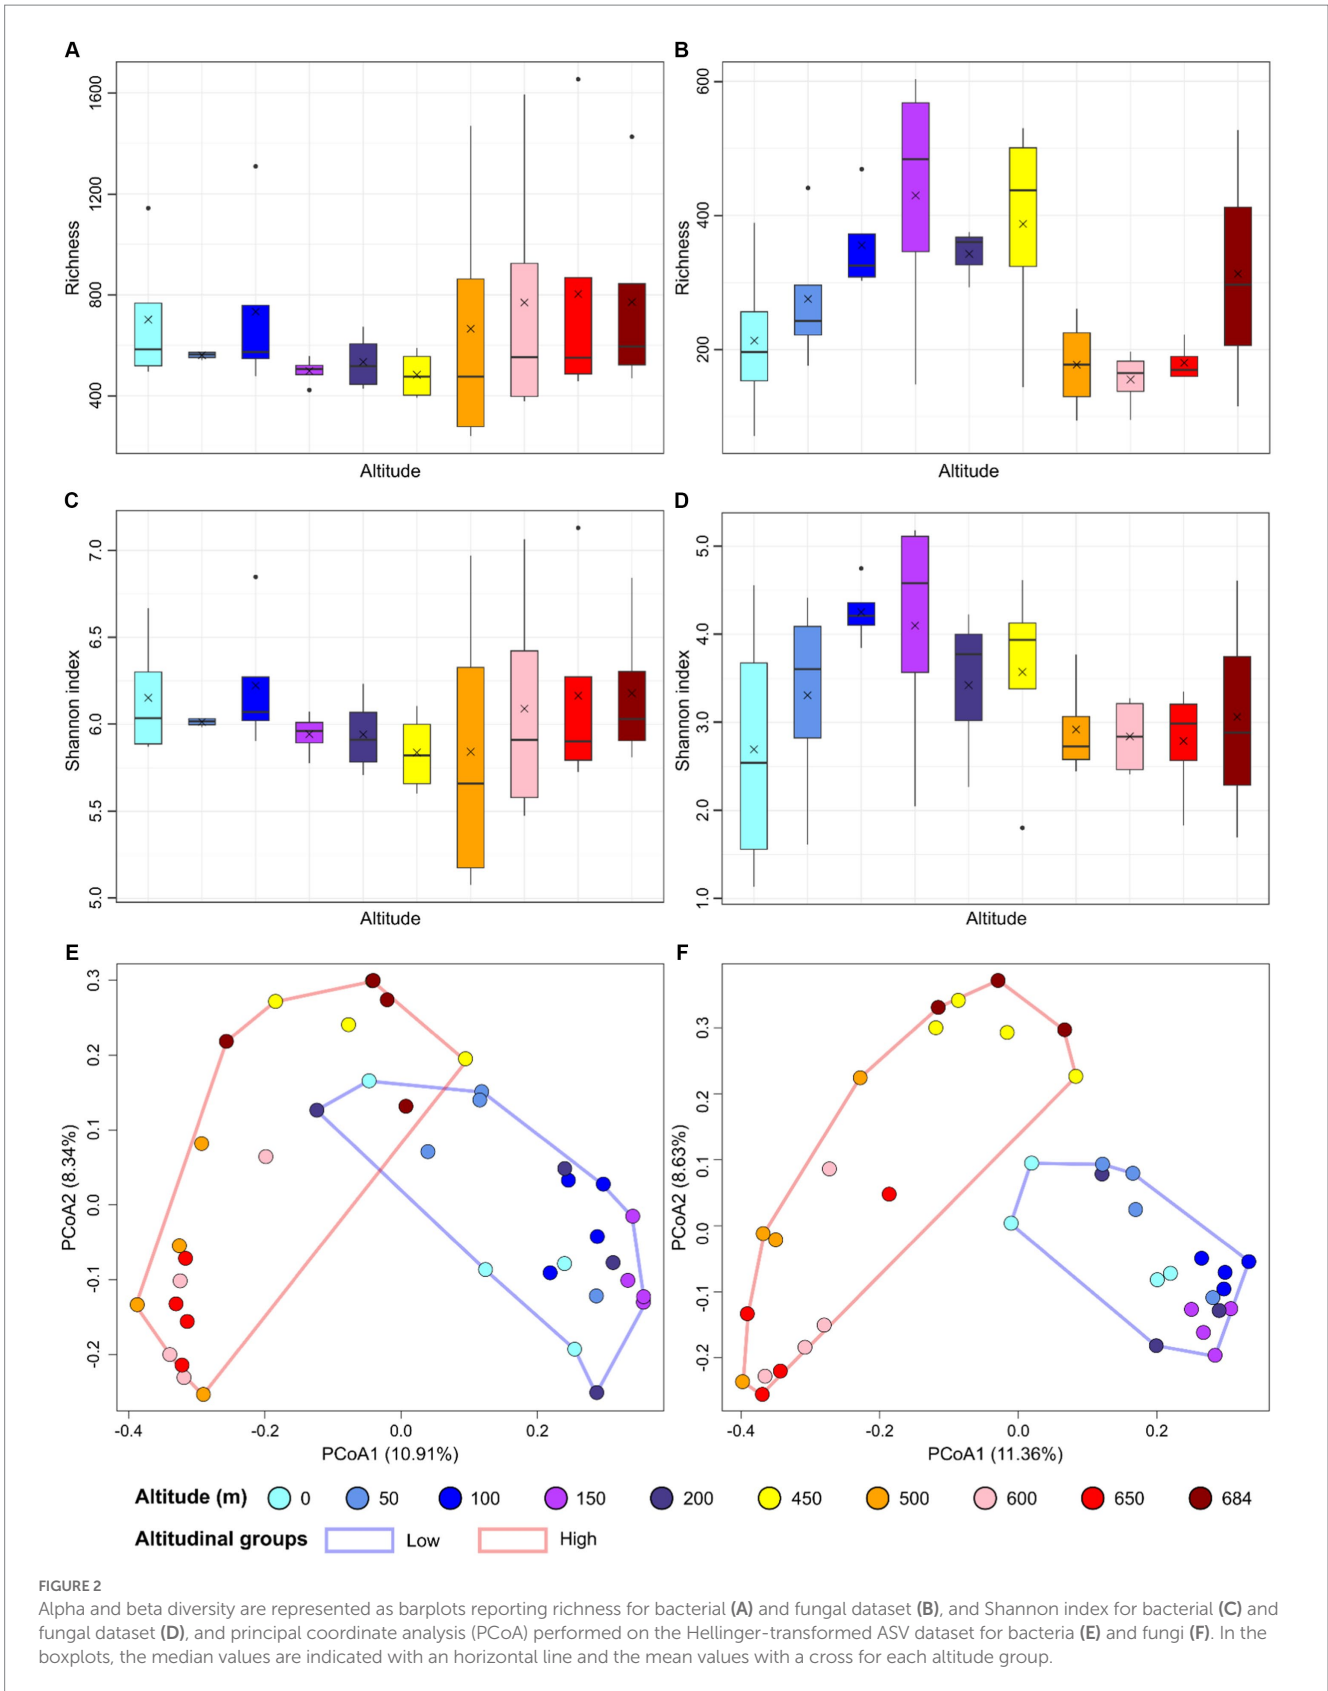 A
B
1600
1200
800
400
Richness
Altitude
600
400
200
Richness
Altitude
C
D
7.0
6.5
6.0
5.5
5.0
Shannon index
Altitude
5.0
4.0
3.0
2.0
1.0
Shannon index
Altitude
E
F
0.3
0.2
0.1
0.0
-0.1
-0.2
PCoA2 (8.34%)
-0.4 -0.2 0.0 0.2
PCoA1 (10.91%)
0.3
0.2
0.1
0.0
-0.1
-0.2
PCoA2 (8.63%)
-0.4 -0.2 0.0 0.2
PCoA1 (11.36%)
Altitude (m) 0 50 100 150 200 450 500 600 650 684
Altitudinal groups Low High
FIGURE 2
Alpha and beta diversity are represented as barplots reporting richness for bacterial (A) and fungal dataset (B), and Shannon index for bacterial (C) and
fungal dataset (D), and principal coordinate analysis (PCoA) performed on the Hellinger-transformed ASV dataset for bacteria (E) and fungi (F). In the
boxplots, the median values are indicated with an horizontal line and the mean values with a cross for each altitude group.